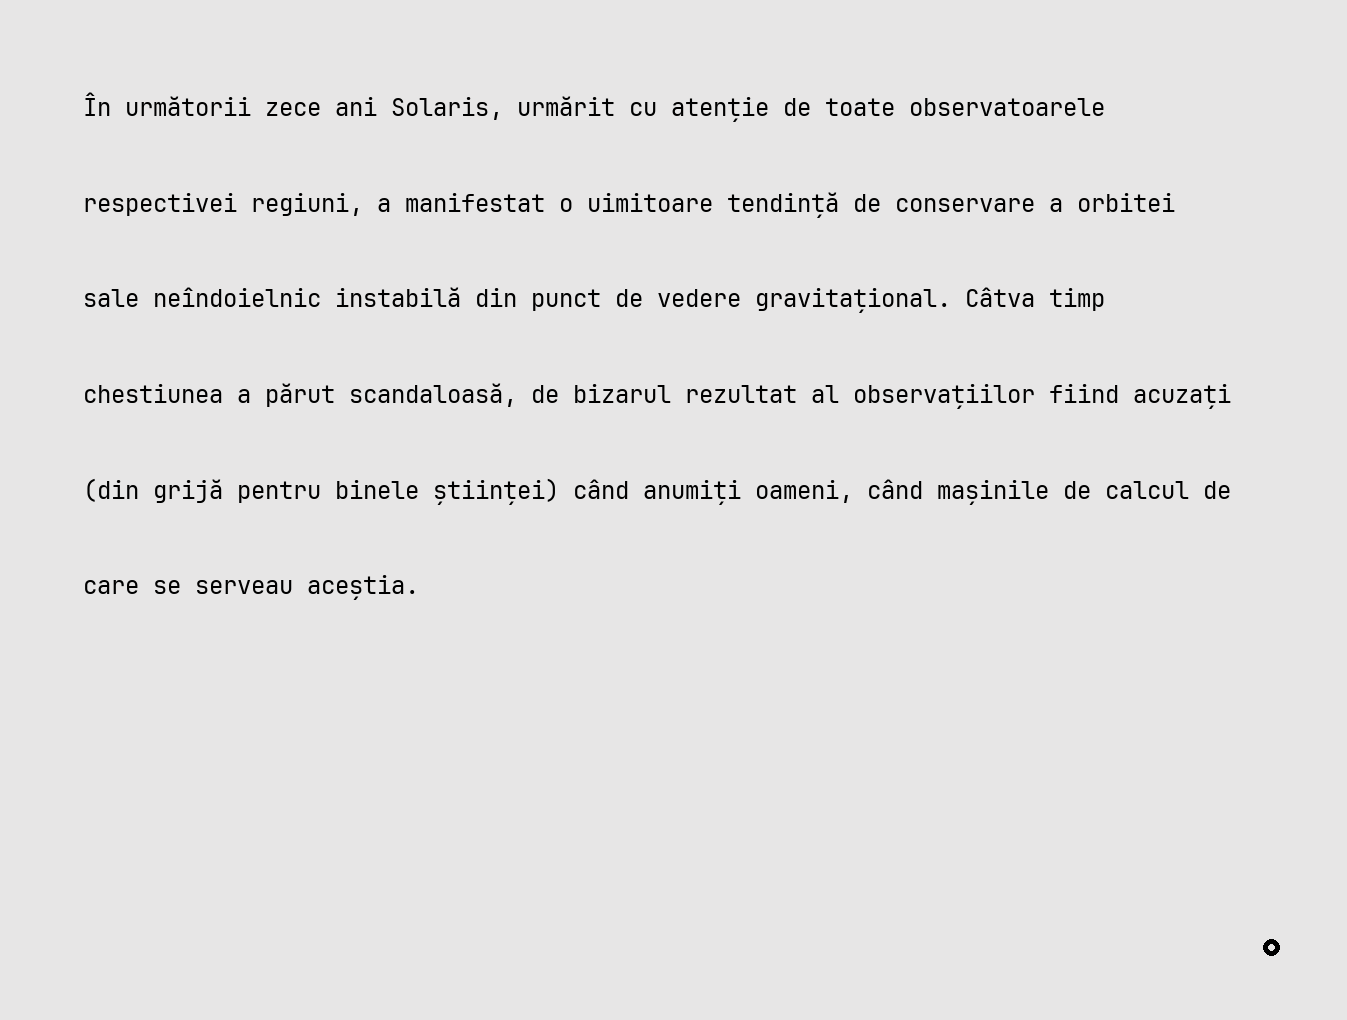 În următorii zece ani Solaris, urmărit cu atenție de toate observatoarele
respectivei regiuni, a manifestat o uimitoare tendință de conservare a orbitei
sale neîndoielnic instabilă din punct de vedere gravitațional. Câtva timp
chestiunea a părut scandaloasă, de bizarul rezultat al observațiilor fiind acuzați
(din grijă pentru binele științei) când anumiți oameni, când mașinile de calcul de
care se serveau aceștia.